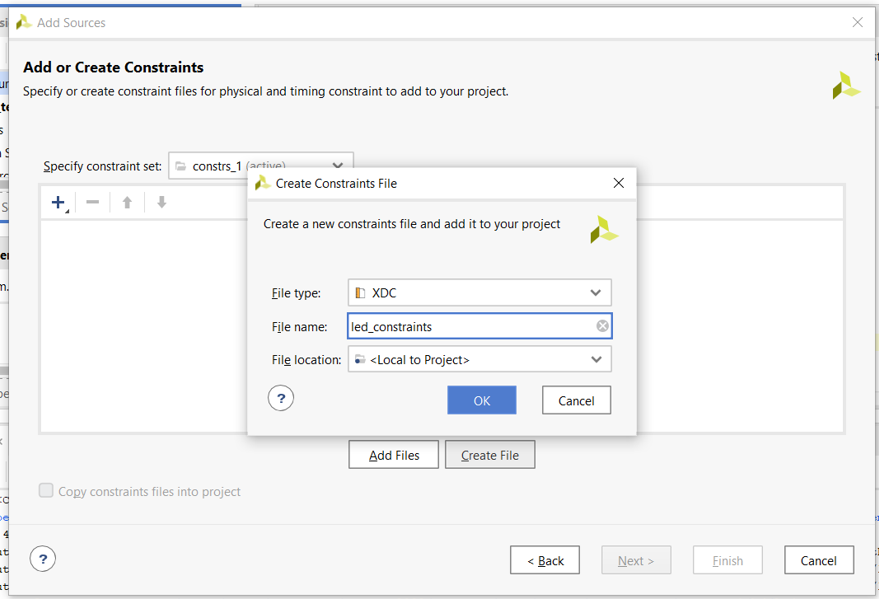 Add Sources
Add or Create Constraints
Specify or create constraint files for physical and timing constraint to add to your project.
Specify constraint set: constrs_1 (active)
Create Constraints File
Create a new constraints file and add it to your project
File type: XDC
File name: led_constraints
File location: <Local to Project>
? OK Cancel
Add Files Create File
Copy constraints files into project
? < Back Next > Finish Cancel